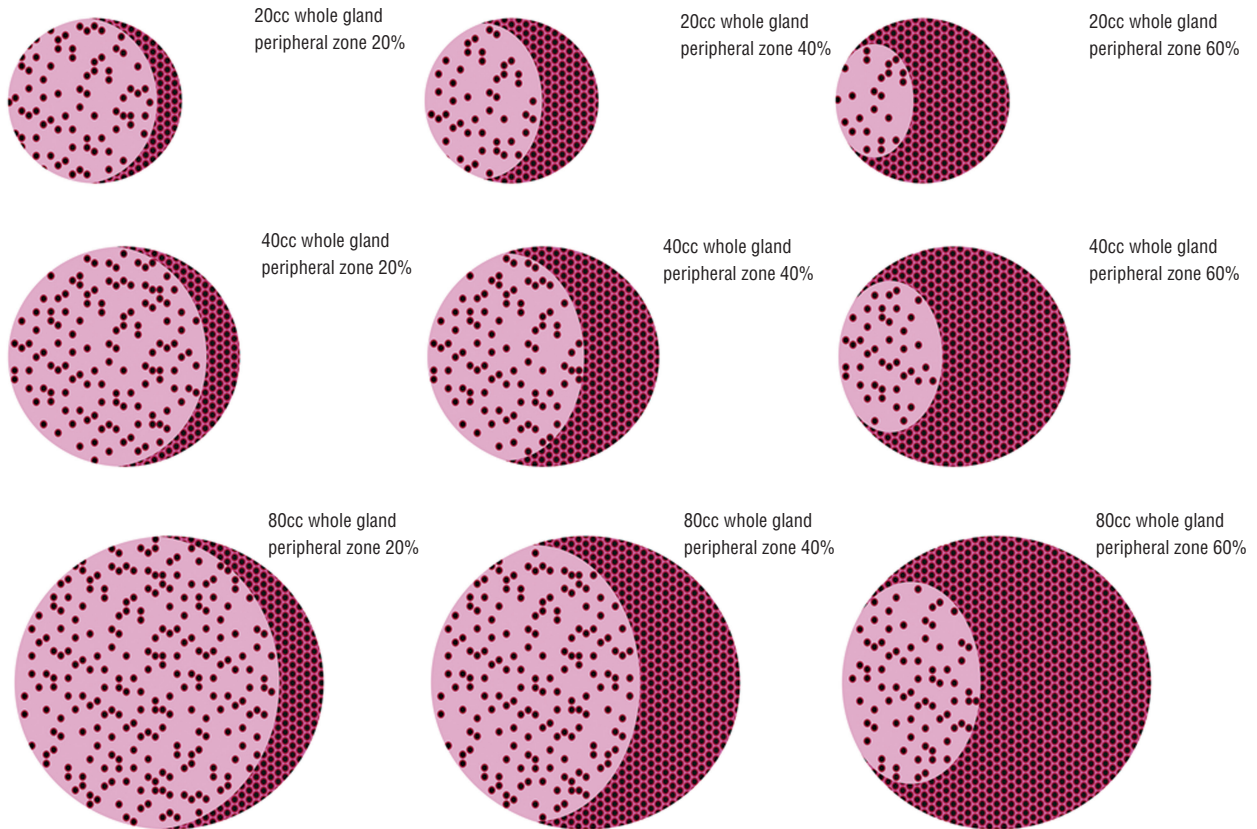 20cc whole gland
peripheral zone 20%
20cc whole gland
peripheral zone 40%
20cc whole gland
peripheral zone 60%
40cc whole gland
peripheral zone 20%
40cc whole gland
peripheral zone 40%
40cc whole gland
peripheral zone 60%
80cc whole gland
peripheral zone 20%
80cc whole gland
peripheral zone 40%
80cc whole gland
peripheral zone 60%